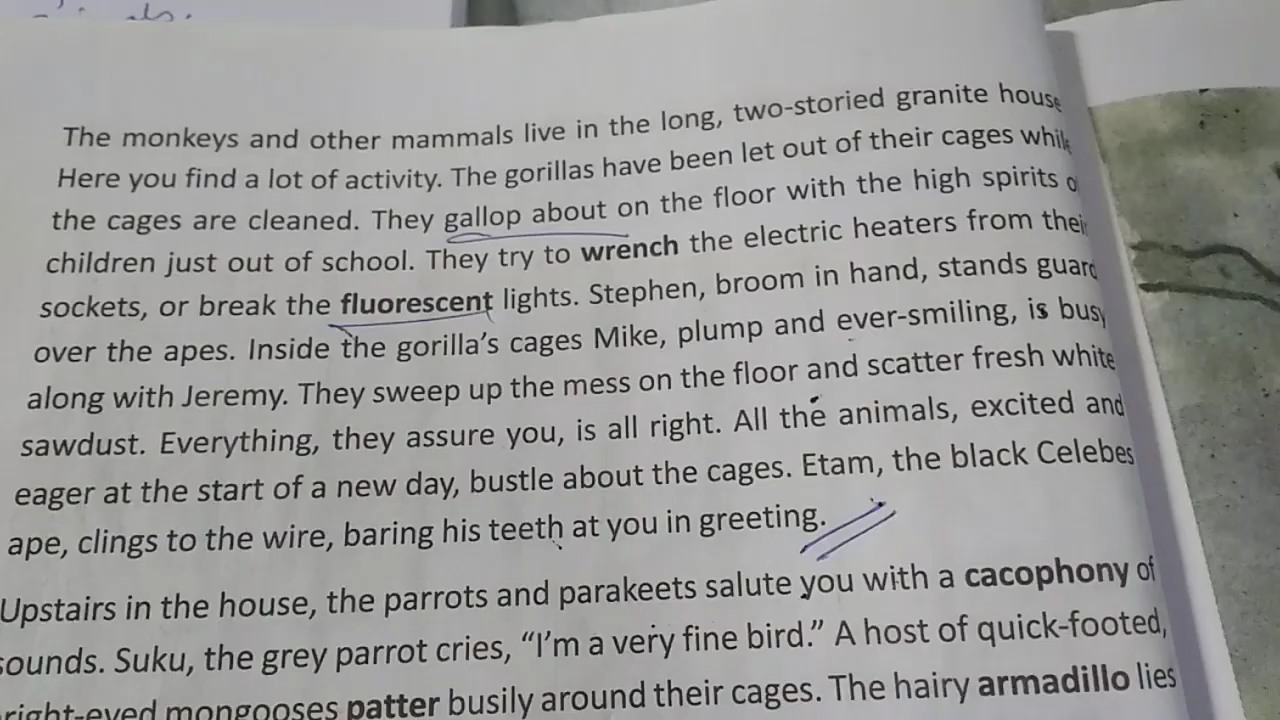 The monkeys and other mammals live in the long, two-storied granite house
Here you find a lot of activity. The gorillas have been let out of their cages while
the cages are cleaned. They gallop about on the floor with the high spirits o
children just out of school. They try to wrench the electric heaters from their
sockets, or break the fluorescent lights. Stephen, broom in hand, stands guard
over the apes. Inside the gorilla's cages Mike, plump and ever-smiling, is busy
along with Jeremy. They sweep up the mess on the floor and scatter fresh white
sawdust. Everything, they assure you, is all right. All the animals, excited and
eager at the start of a new day, bustle about the cages. Etam, the black Celebes
ape, clings to the wire, baring his teeth at you in greeting.
Upstairs in the house, the parrots and parakeets salute you with a cacophony of
sounds. Suku, the grey parrot cries, “I'm a very fine bird.” A host of quick-footed,
right-eyed mongooses patter busily around their cages. The hairy armadillo lies